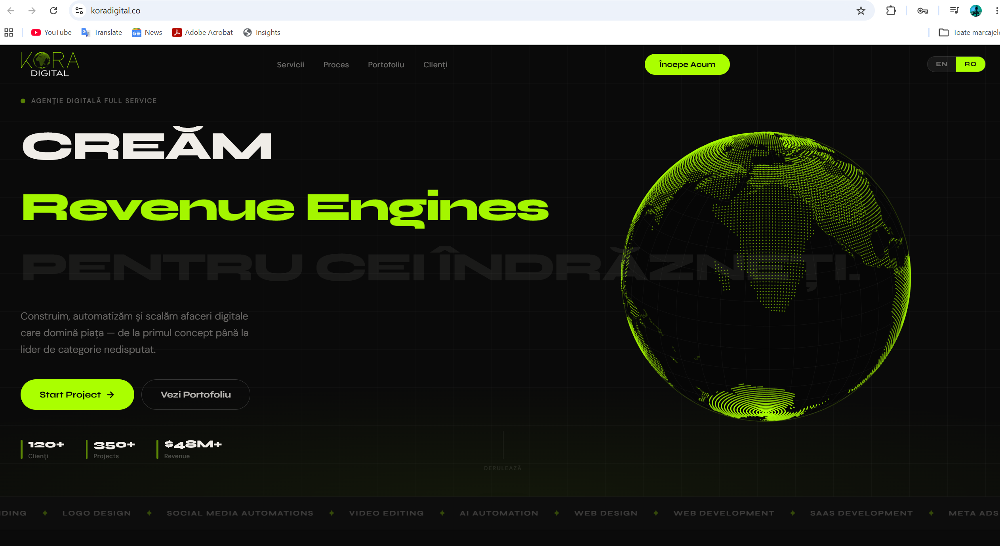 koradigital.co
YouTube
Translate
News
Adobe Acrobat
Insights
Toate marcajele
KORA
DIGITAL
Servicii
Proces
Portofoliu
Clienți
Începe Acum
EN
RO
AGENȚIE DIGITALĂ FULL SERVICE
CREĂM
Revenue Engines
PENTRU CEI ÎNDRĂZNEȚI.
Construim, automatizăm și scalăm afaceri digitale
care domină piața — de la primul concept până la
lider de categorie nedisputat.
Start Project →
Vezi Portofoliu
120+
Clienți
350+
Projects
$48M+
Revenue
DERULEAZĂ
DING ✦ LOGO DESIGN ✦ SOCIAL MEDIA AUTOMATIONS ✦ VIDEO EDITING ✦ AI AUTOMATION ✦ WEB DESIGN ✦ WEB DEVELOPMENT ✦ SAAS DEVELOPMENT ✦ META ADS